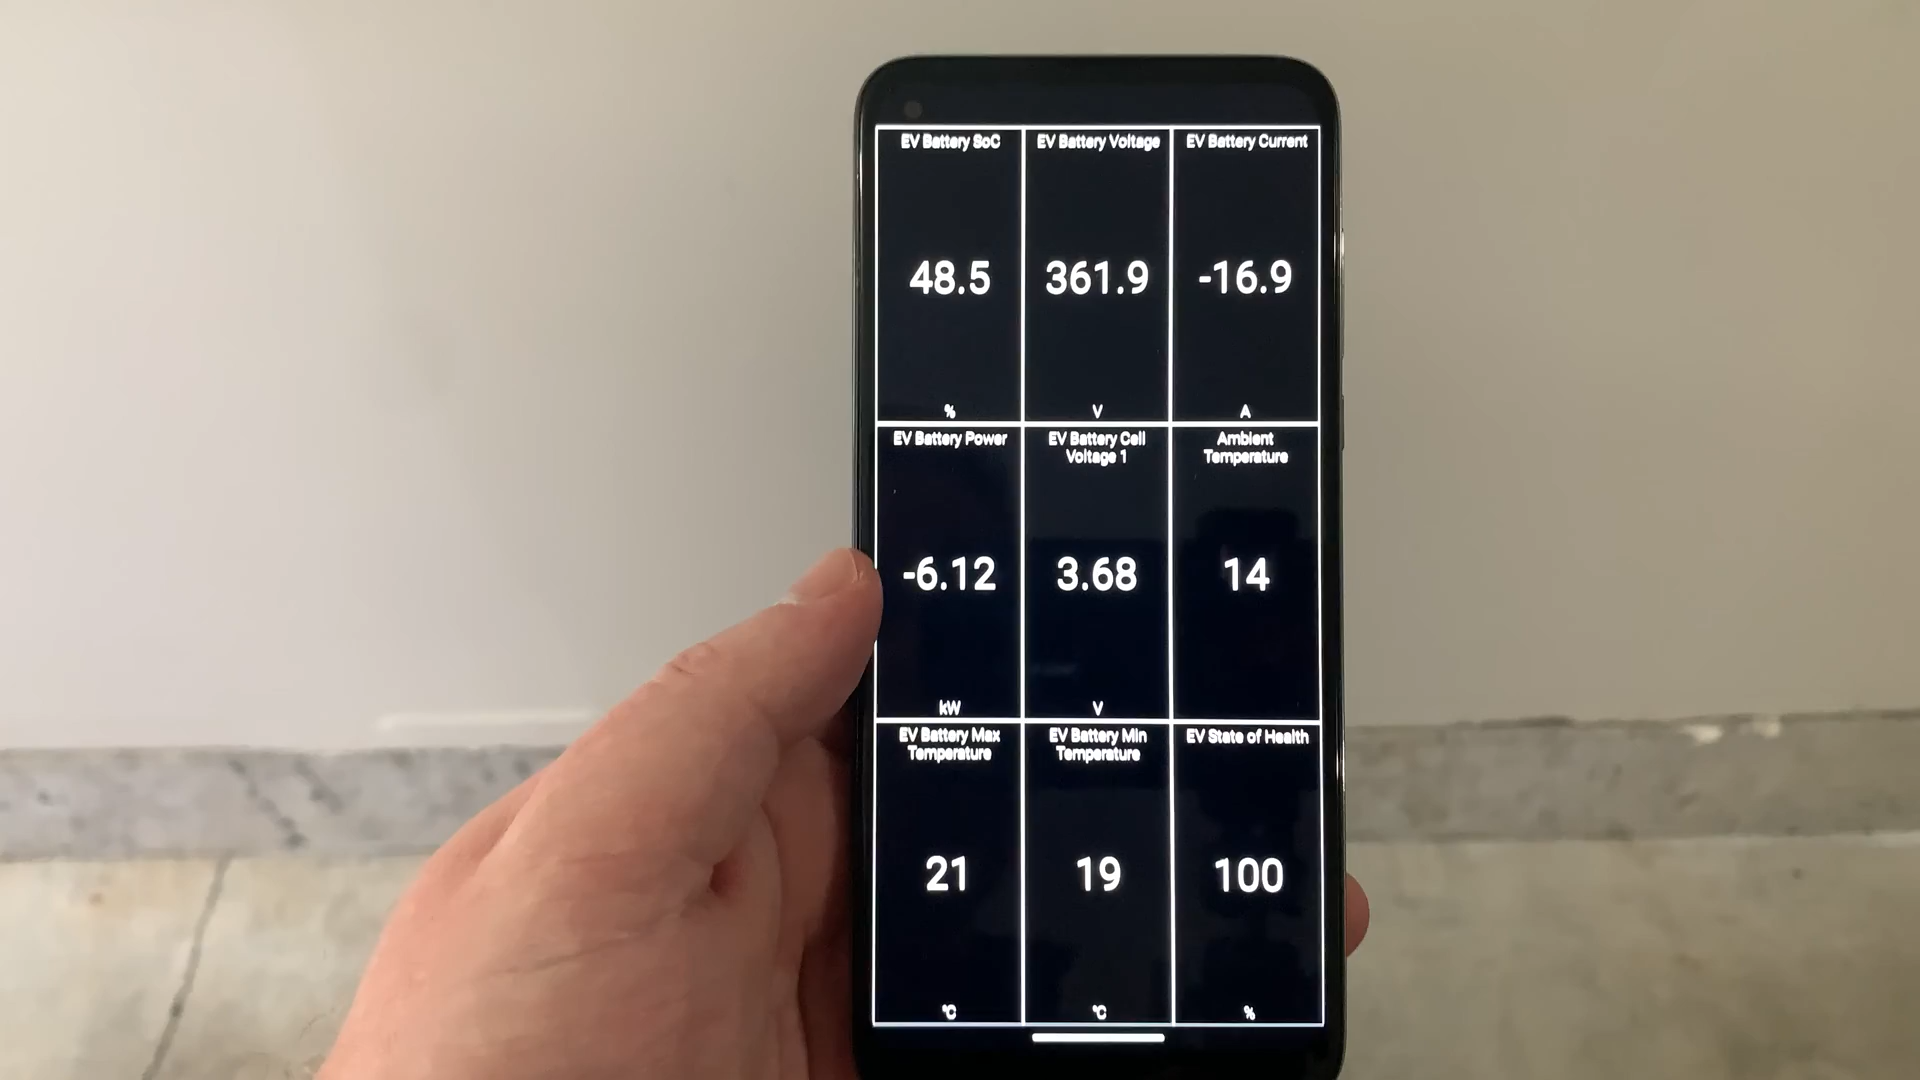 EV Battery SoC
48.5
%
EV Battery Voltage
361.9
V
EV Battery Current
-16.9
A
EV Battery Power
-6.12
kW
EV Battery Cell
Voltage 1
3.68
V
Ambient
Temperature
14
EV Battery Max
Temperature
21
℃
EV Battery Min
Temperature
19
℃
EV State of Health
100
%